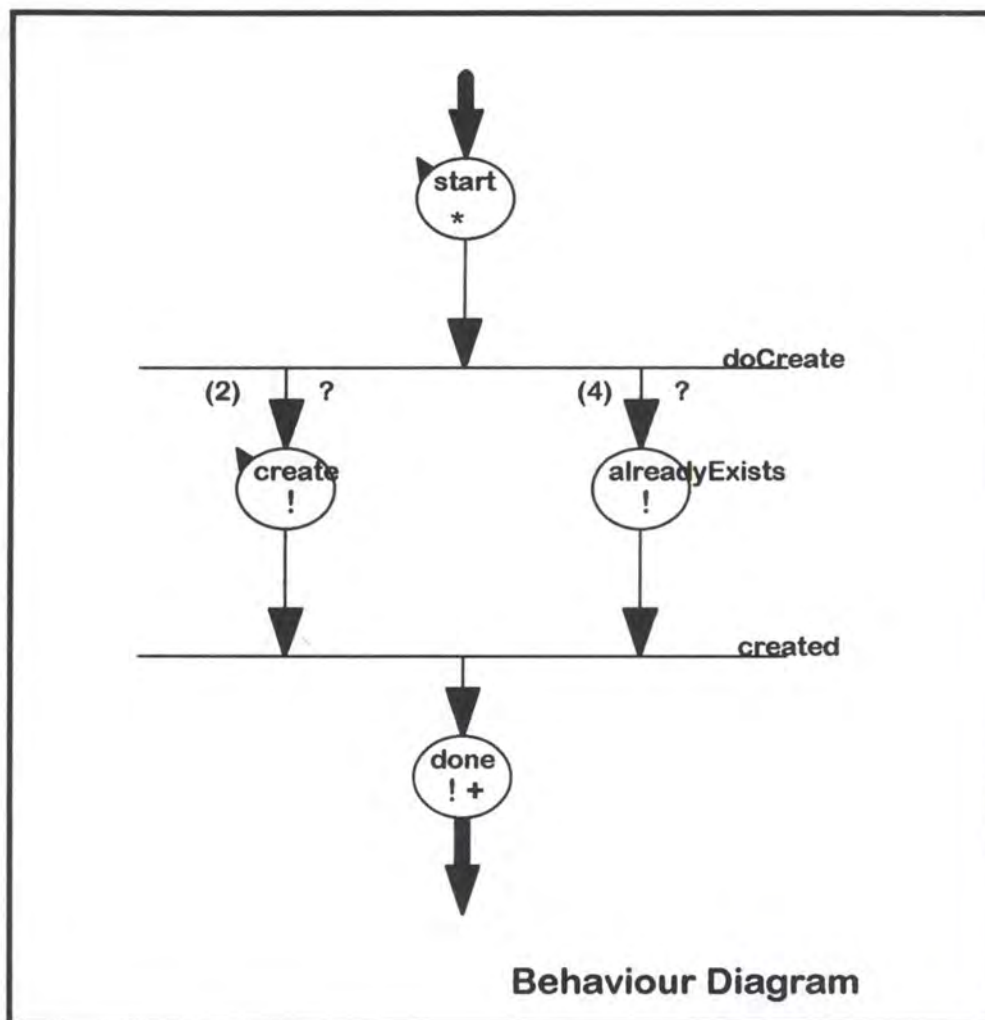 start
*
doCreate
(2) ? (4) ?
create alreadyExists
! !
created
done
! +
Behaviour Diagram